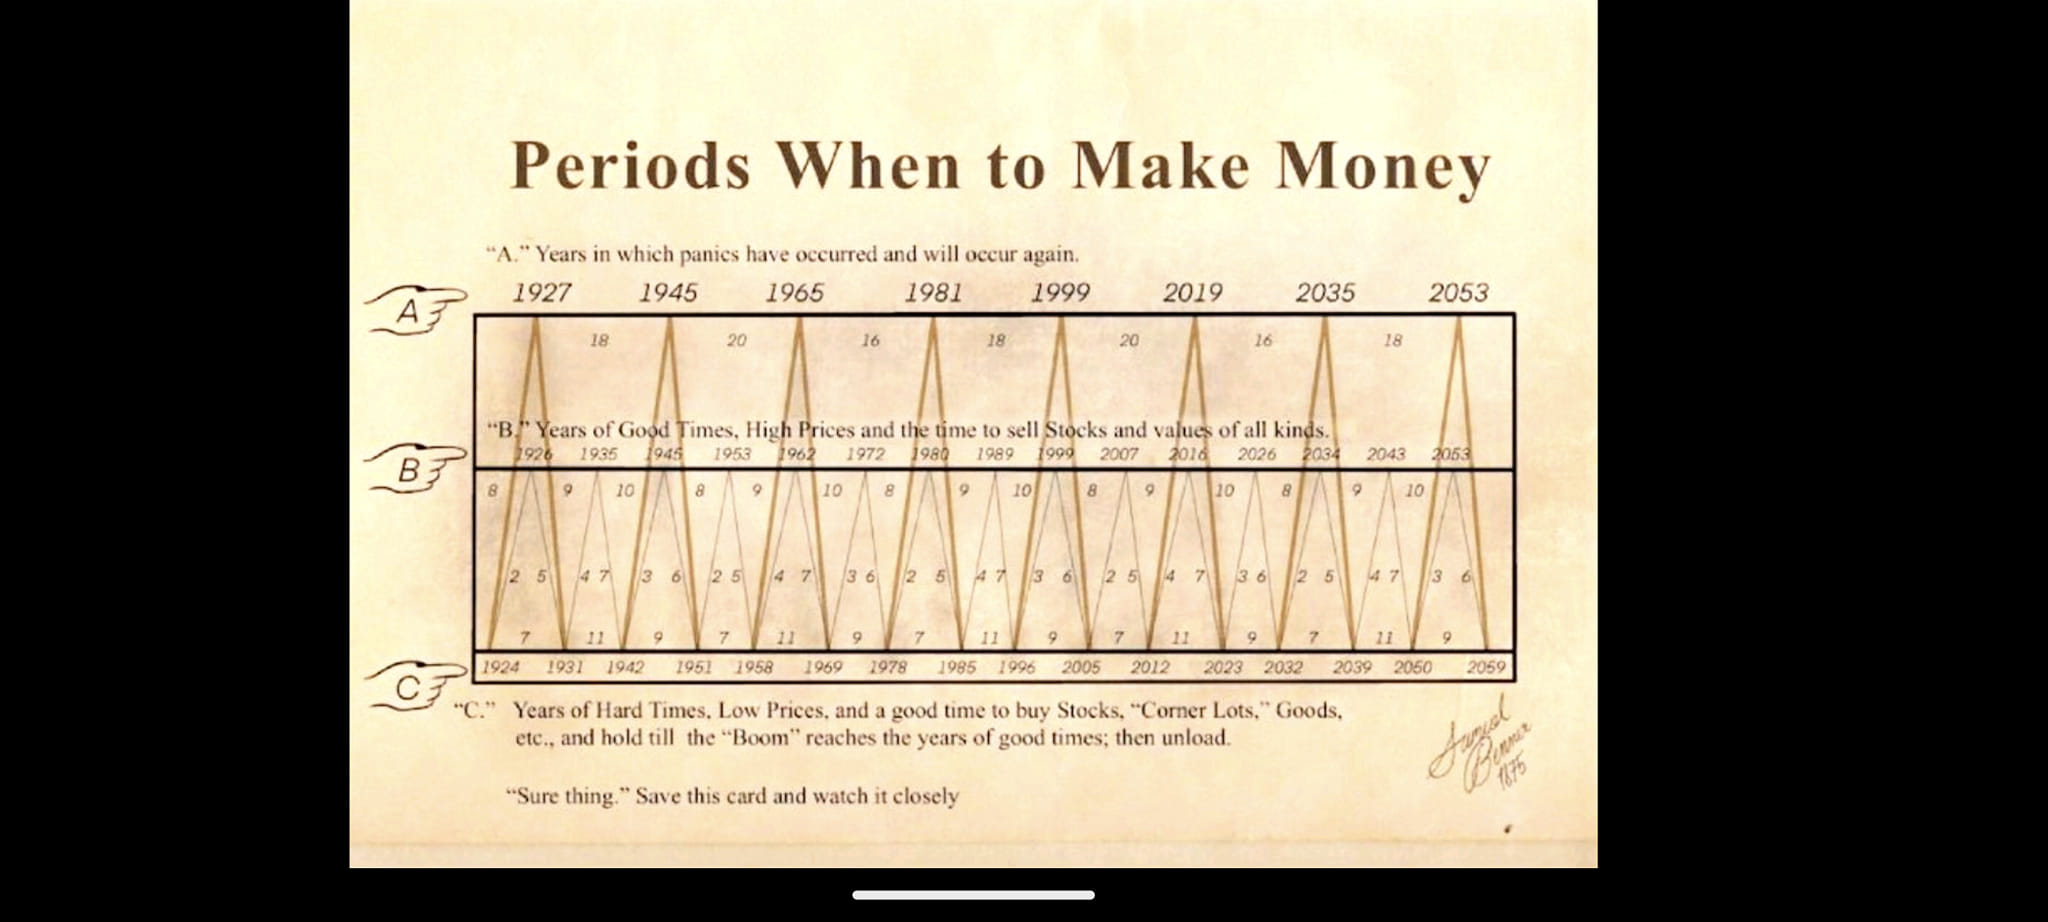 Periods When to Make Money
“A.” Years in which panics have occurred and will occur again.
A
1927 1945 1965 1981 1999 2019 2035 2053
18 20 16 18 20 16 18
“B.” Years of Good Times, High Prices and the time to sell Stocks and values of all kinds.
B
1926 1935 1945 1953 1962 1972 1980 1989 1999 2007 2016 2026 2034 2043 2053
8 9 10 8 9 10 8 9 10 8 9 10 8 9 10
2 5 4 7 3 6 2 5 4 7 3 6 2 5 4 7 3 6 2 5 4 7 3 6 2 5 4 7 3 6
7 11 9 7 11 9 7 11 9 7 11 9 7 11 9
C
1924 1931 1942 1951 1958 1969 1978 1985 1996 2005 2012 2023 2032 2039 2050 2059
“C.” Years of Hard Times, Low Prices, and a good time to buy Stocks, “Corner Lots,” Goods,
etc., and hold till the “Boom” reaches the years of good times; then unload.
Samuel
Benner
1875
“Sure thing.” Save this card and watch it closely